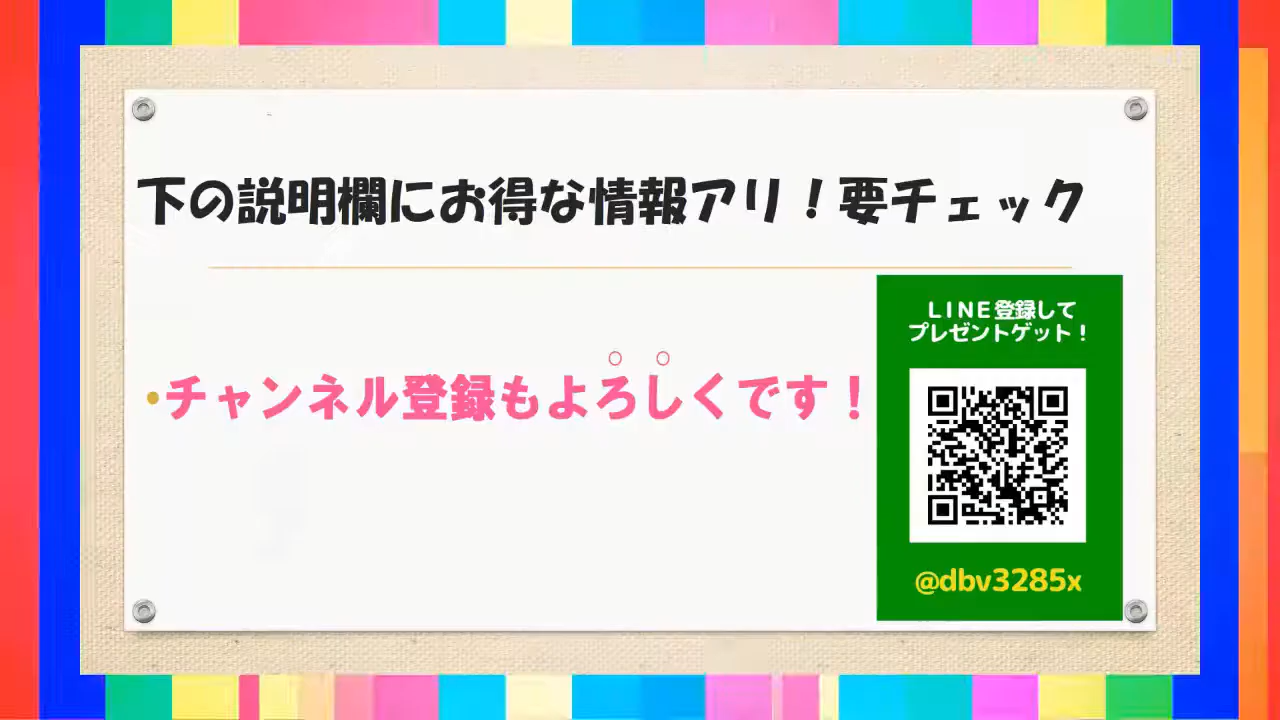 下の説明欄にお得な情報アリ！要チェック
•チャンネル登録もよろしくです！
LINE登録して
プレゼントゲット！
@dbv3285x